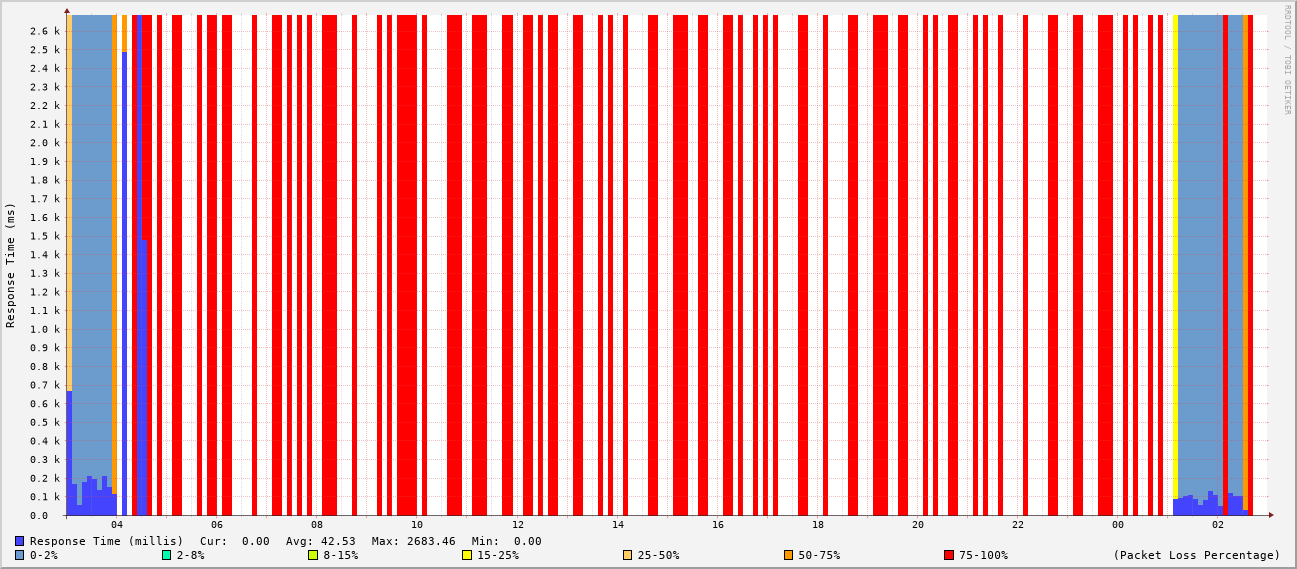 RRDTOOL / TOBI OETIKER
Response Time (ms)
2.6 k
2.5 k
2.4 k
2.3 k
2.2 k
2.1 k
2.0 k
1.9 k
1.8 k
1.7 k
1.6 k
1.5 k
1.4 k
1.3 k
1.2 k
1.1 k
1.0 k
0.9 k
0.8 k
0.7 k
0.6 k
0.5 k
0.4 k
0.3 k
0.2 k
0.1 k
0.0
04 06 08 10 12 14 16 18 20 22 00 02
Response Time (millis) Cur: 0.00 Avg: 42.53 Max: 2683.46 Min: 0.00
0-2% 2-8% 8-15% 15-25% 25-50% 50-75% 75-100% (Packet Loss Percentage)